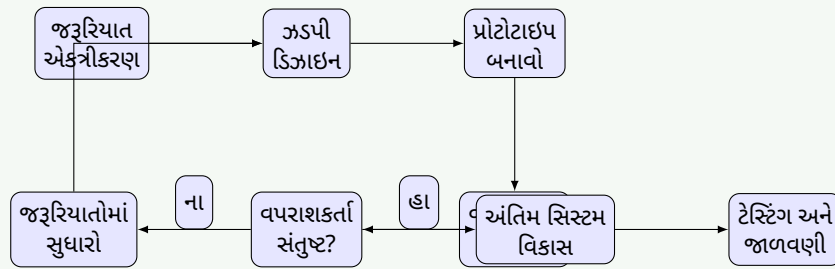 જરૂરિયાત
એકત્રીકરણ
ઝડપી
ડિઝાઇન
પ્રોટોટાઇપ
બનાવો
જરૂરિયાતોમાં
સુધારો
ના
વપરાશકર્તા
સંતુષ્ટ?
હા
અંતિમ સિસ્ટમ
વિકાસ
ટેસ્ટિંગ અને
જાળવણી